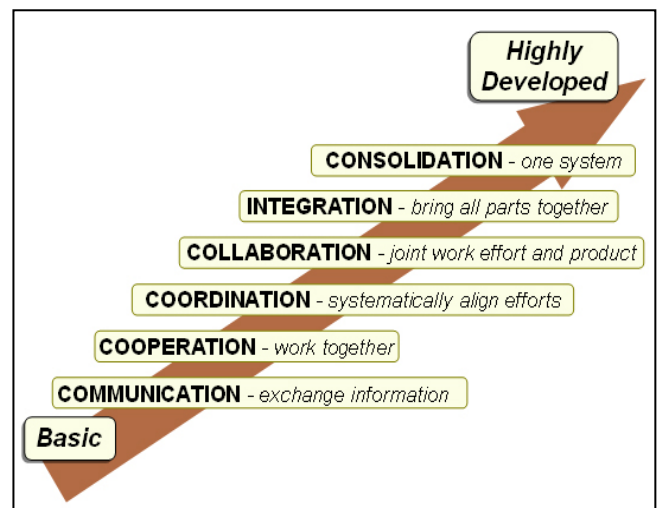 Highly
Developed
CONSOLIDATION - one system
INTEGRATION - bring all parts together
COLLABORATION - joint work effort and product
COORDINATION - systematically align efforts
COOPERATION - work together
COMMUNICATION - exchange information
Basic